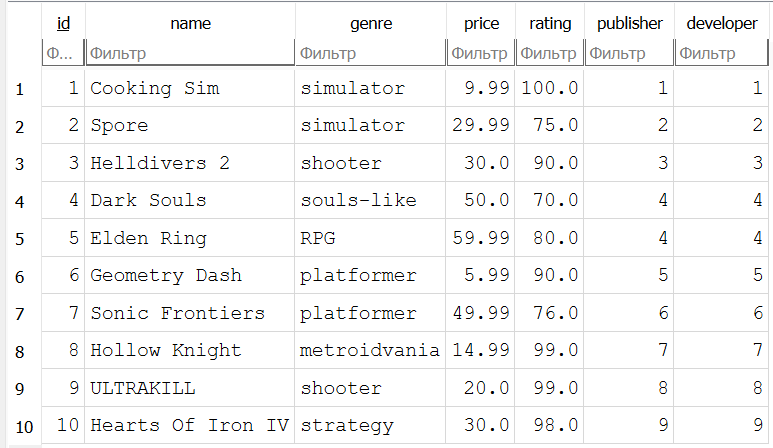 id name genre price rating publisher developer
Ф... Фильтр Фильтр Фильтр Фильтр Фильтр Фильтр
1 1 Cooking Sim simulator 9.99 100.0 1 1
2 2 Spore simulator 29.99 75.0 2 2
3 3 Helldivers 2 shooter 30.0 90.0 3 3
4 4 Dark Souls souls-like 50.0 70.0 4 4
5 5 Elden Ring RPG 59.99 80.0 4 4
6 6 Geometry Dash platformer 5.99 90.0 5 5
7 7 Sonic Frontiers platformer 49.99 76.0 6 6
8 8 Hollow Knight metroidvania 14.99 99.0 7 7
9 9 ULTRAKILL shooter 20.0 99.0 8 8
10 10 Hearts Of Iron IV strategy 30.0 98.0 9 9